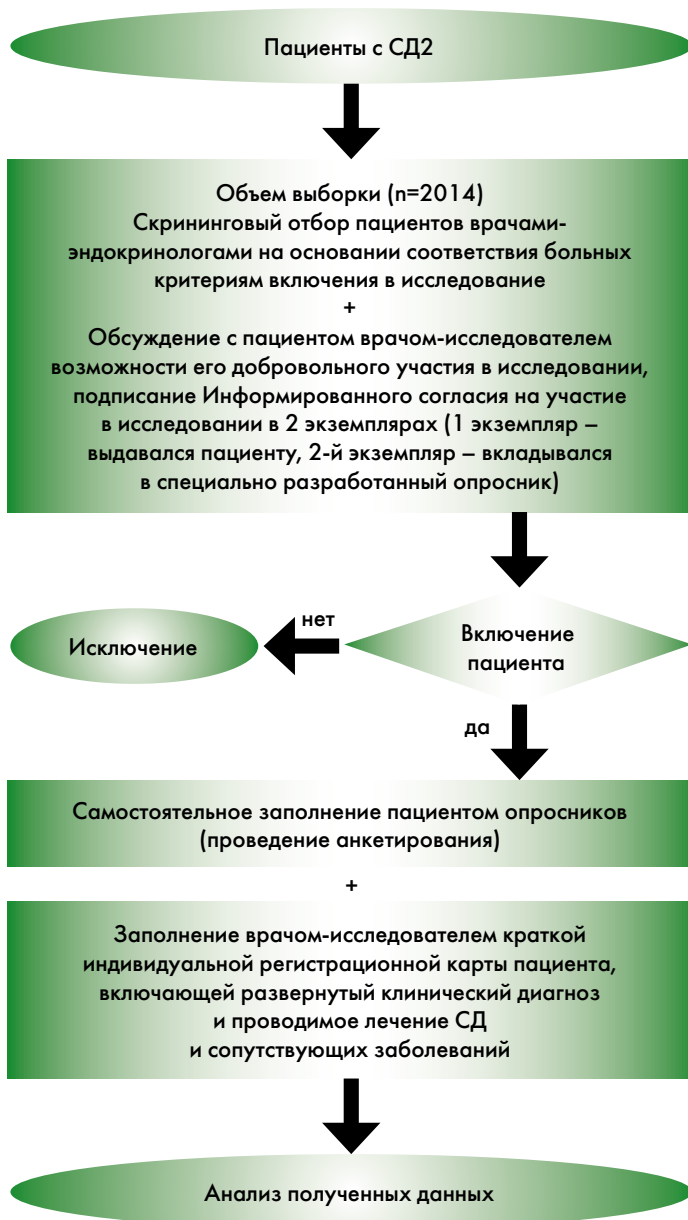 Пациенты с СД2
Объем выборки (n=2014)
Скрининговый отбор пациентов врачами-
эндокринологами на основании соответствия больных
критериям включения в исследование
+
Обсуждение с пациентом врачом-исследователем
возможности его добровольного участия в исследовании,
подписание Информированного согласия на участие
в исследовании в 2 экземплярах (1 экземпляр –
выдавался пациенту, 2-й экземпляр – вкладывался
в специально разработанный опросник)
Включение
пациента
нет
Исключение
да
Самостоятельное заполнение пациентом опросников
(проведение анкетирования)
+
Заполнение врачом-исследователем краткой
индивидуальной регистрационной карты пациента,
включающей развернутый клинический диагноз
и проводимое лечение СД
и сопутствующих заболеваний
Анализ полученных данных